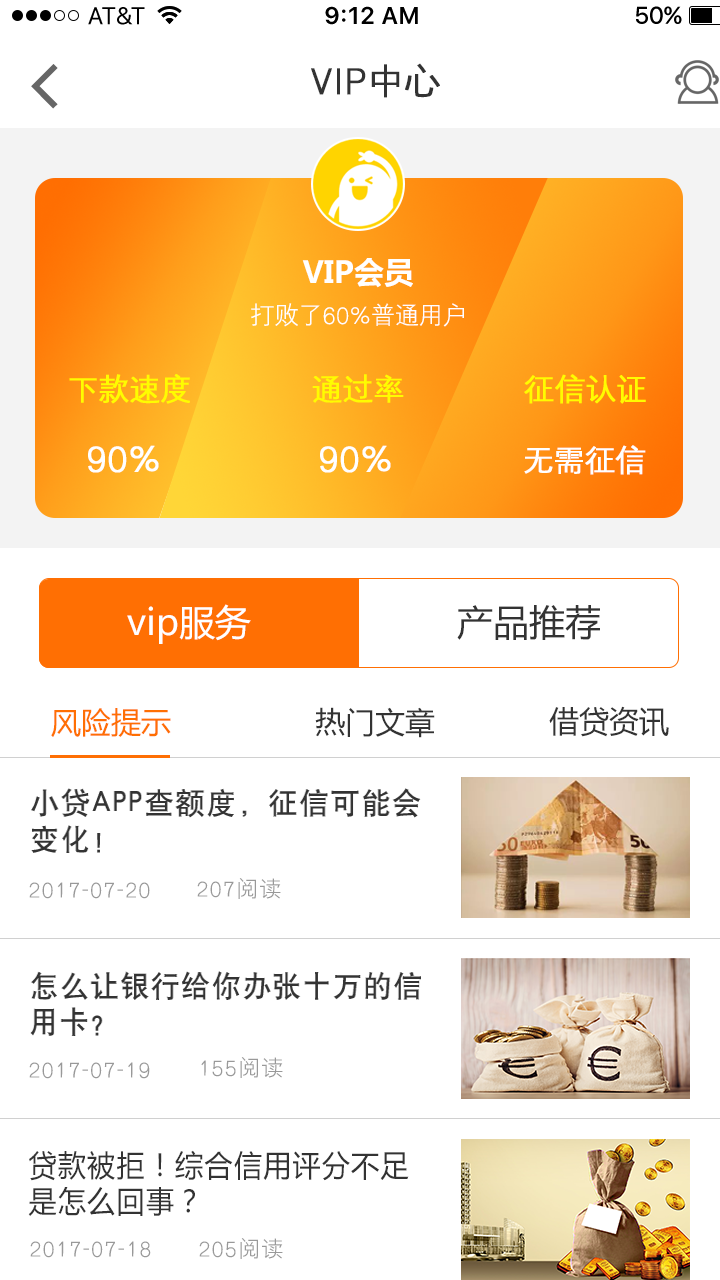 AT&T 9:12 AM 50%
VIP中心
VIP会员
打败了60%普通用户
下款速度 通过率 征信认证
90% 90% 无需征信
vip服务 产品推荐
风险提示 热门文章 借贷资讯
小贷APP查额度，征信可能会
变化！
2017-07-20 207阅读
怎么让银行给你办张十万的信
用卡？
2017-07-19 155阅读
贷款被拒！综合信用评分不足
是怎么回事？
2017-07-18 205阅读